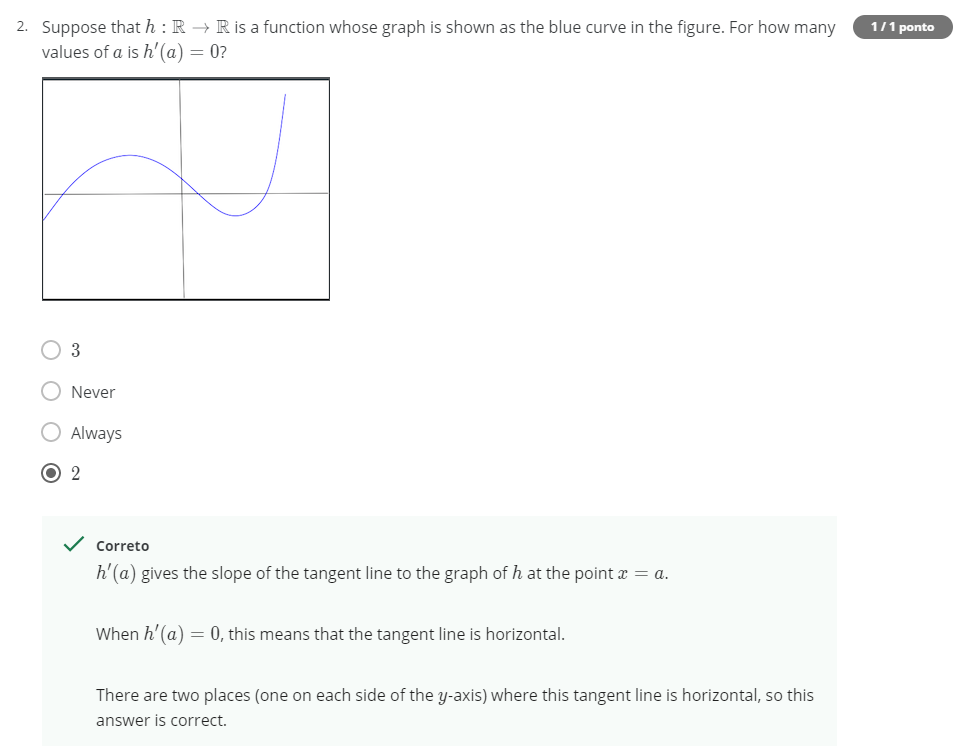 2. Suppose that h : ℝ → ℝ is a function whose graph is shown as the blue curve in the figure. For how many
values of a is h′(a) = 0?
1 / 1 ponto
3
Never
Always
2
Correto
h′(a) gives the slope of the tangent line to the graph of h at the point x = a.
When h′(a) = 0, this means that the tangent line is horizontal.
There are two places (one on each side of the y-axis) where this tangent line is horizontal, so this
answer is correct.